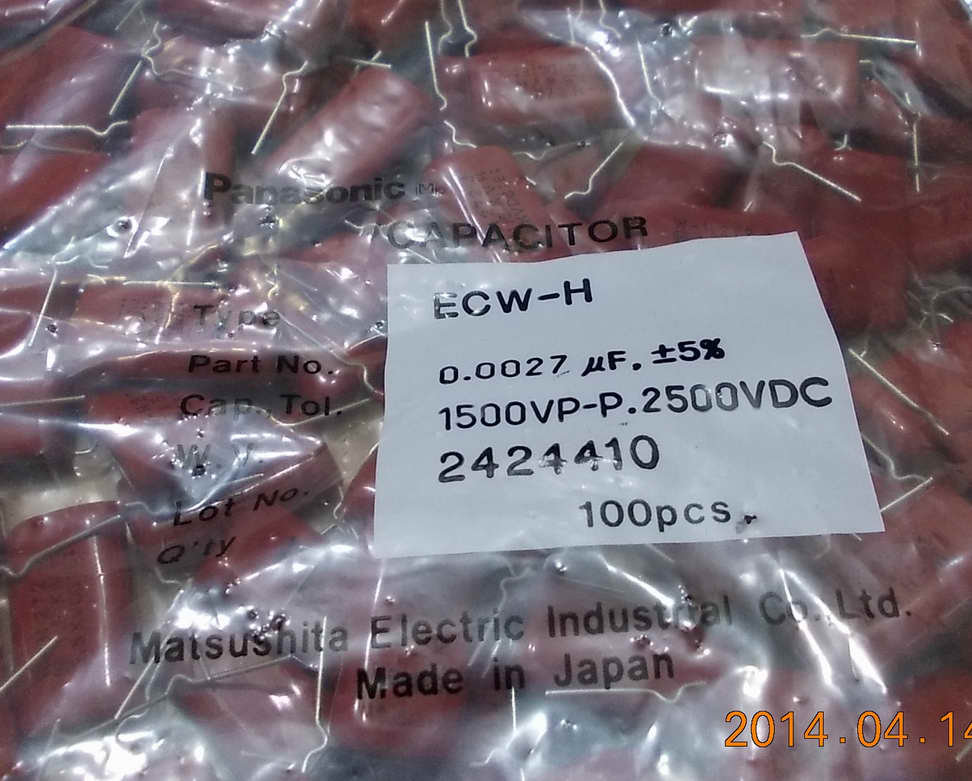 Panasonic
CAPACITOR
ECW-H
Type
Part No.
0.0027 μF. ±5%
Cap. Tol.
1500VP-P.2500VDC
W.V.
2424410
Lot No.
100pcs.
Q'ty
Matsushita Electric Industrial Co.,Ltd.
Made in Japan
2014.04.14